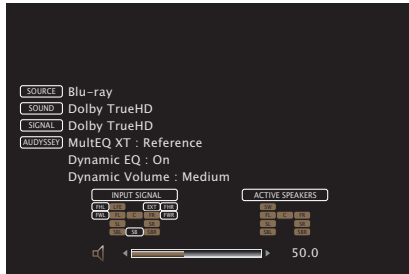 SOURCE Blu-ray
SOUND Dolby TrueHD
SIGNAL Dolby TrueHD
AUDYSSEY MultEQ XT : Reference
Dynamic EQ : On
Dynamic Volume : Medium
INPUT SIGNAL ACTIVE SPEAKERS
FHL LFE EXT FHR SW
FWL FL C FR FWR FL C FR
SL SR SL SR
SBL SB SBR SBL SBR
50.0